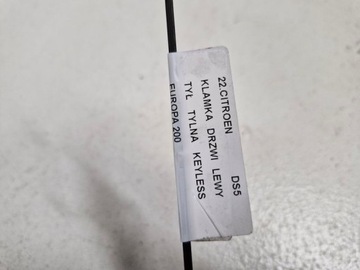 22.CITROEN DS5
KLAMKA DRZWI LEWY
TYŁ TYLNA KEYLESS
EUROPA 200